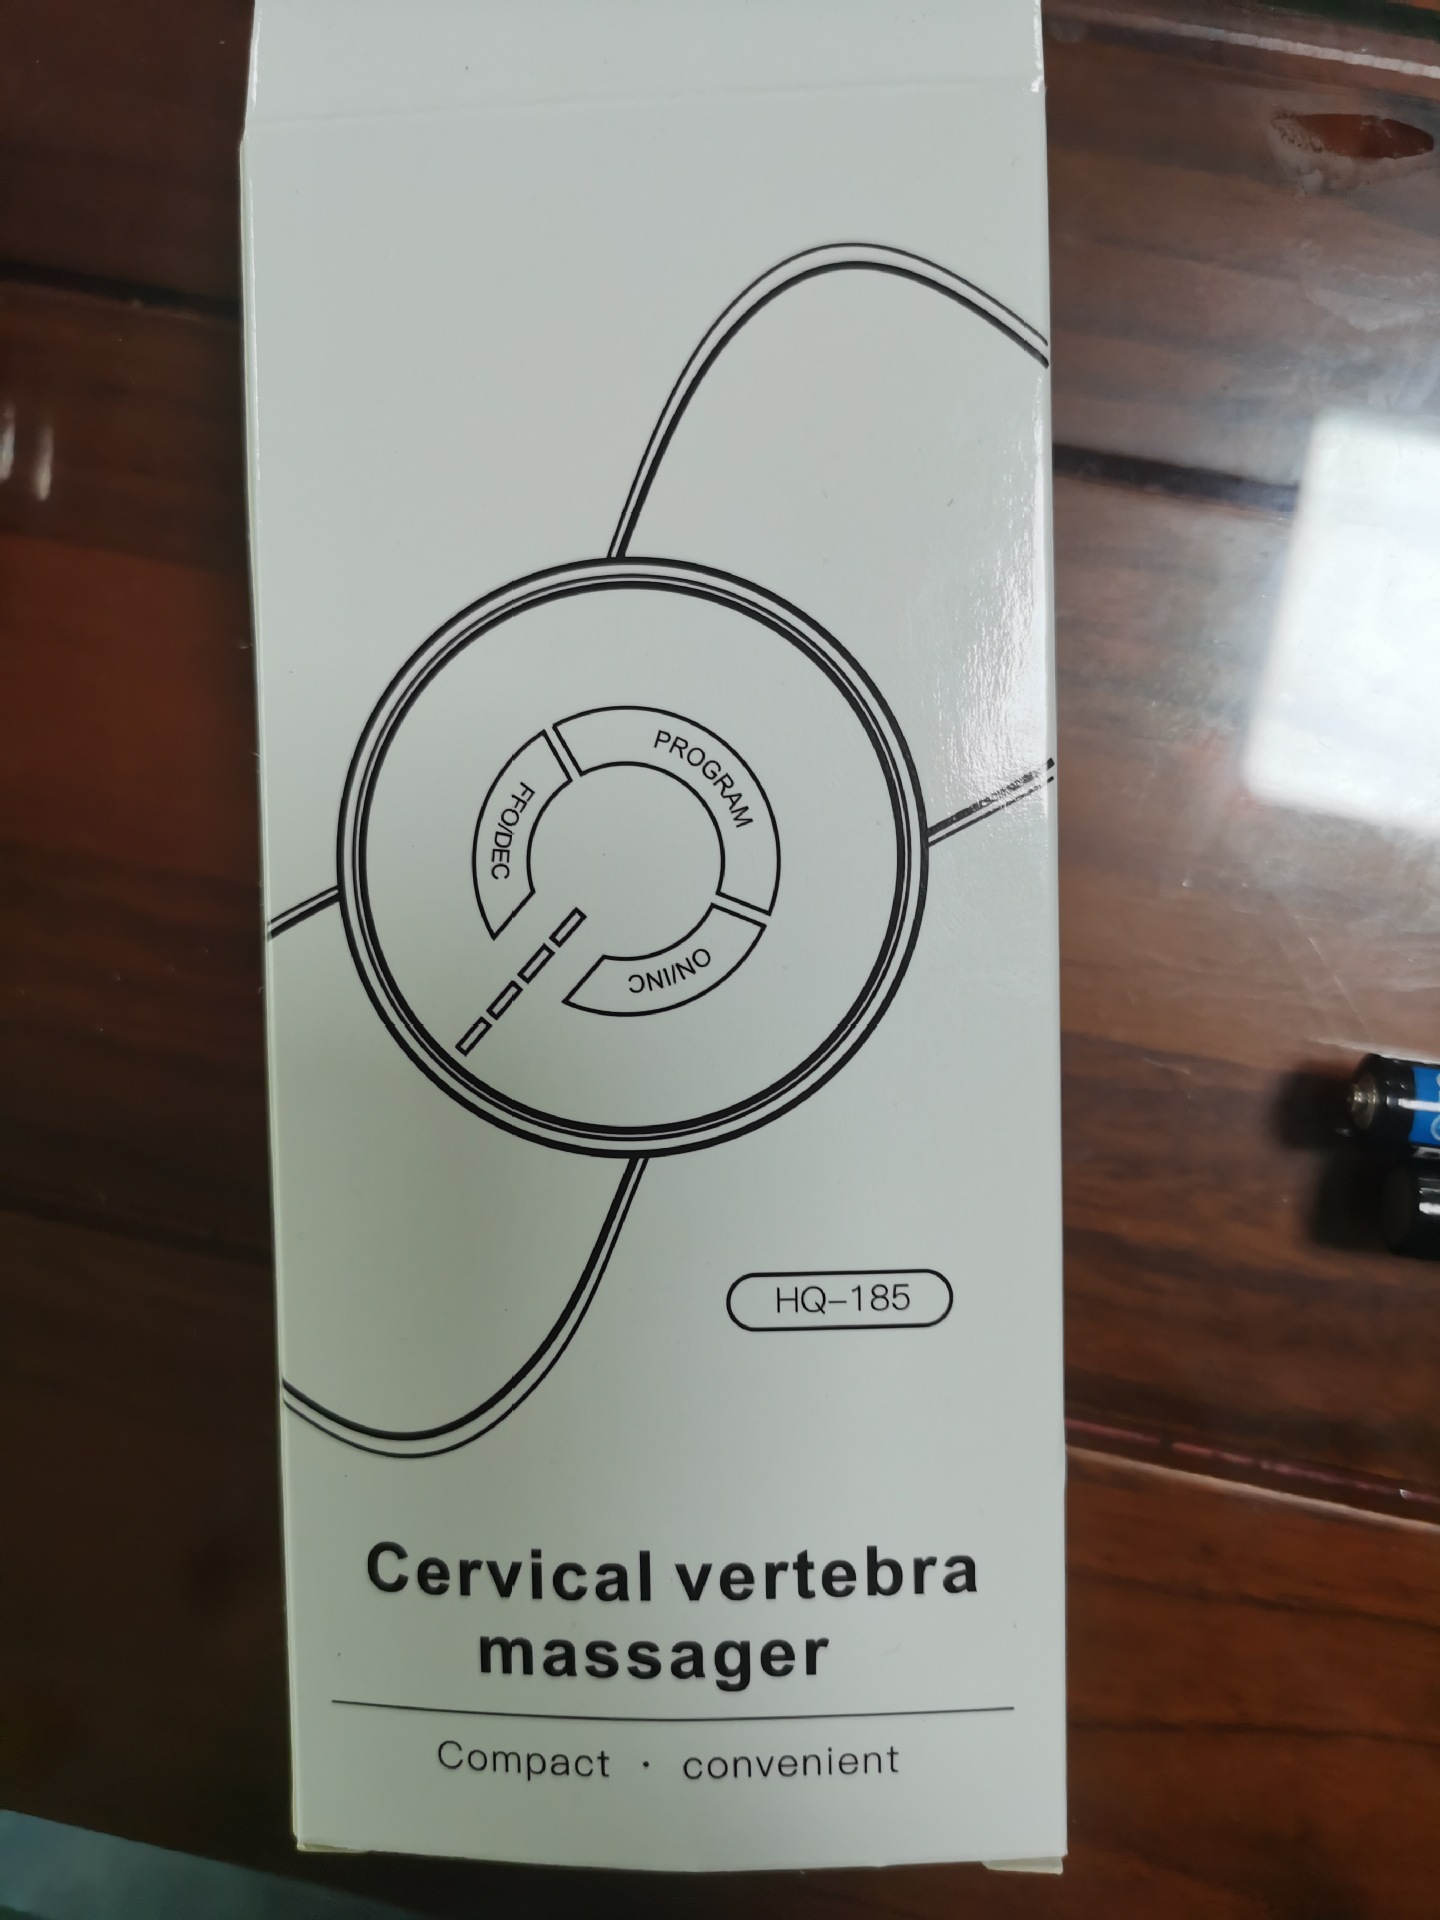 PROGRAM
FFO/DEC
ON/INC
HQ-185
Cervical vertebra
massager
Compact · convenient